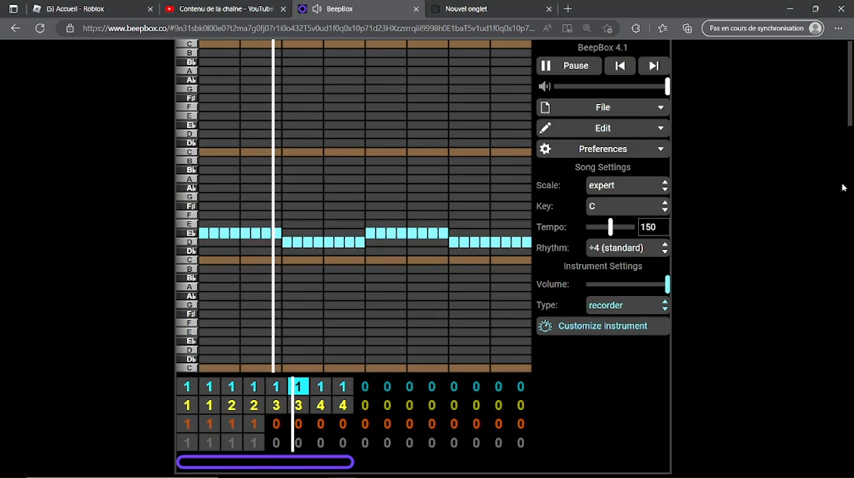 (5) Accueil - Roblox
Contenu de la chaîne - YouTube
BeepBox
Nouvel onglet
https://www.beepbox.co/#9n31sbk0l00e07t2ma7g0fj07r1i0o432T5v0ud1f0q0x10p71d23HXzzrrqiii9998h0E1baT5v1ud1f0q0x10p7...
Pas en cours de synchronisation
C
B
B♭
A
A♭
G
F♯
F
E
E♭
D
D♭
C
B
B♭
A
A♭
G
F♯
F
E
E♭
D
D♭
C
B
B♭
A
A♭
G
F♯
F
E
E♭
D
D♭
C
1 1 1 1 1 1 1 1 0 0 0 0 0 0 0 0
1 1 2 2 3 3 4 4 0 0 0 0 0 0 0 0
1 1 1 1 0 0 0 0 0 0 0 0 0 0 0 0
1 1 1 1 0 0 0 0 0 0 0 0 0 0 0 0
BeepBox 4.1
Pause
File
Edit
Preferences
Song Settings
Scale: expert
Key: C
Tempo: 150
Rhythm: ÷4 (standard)
Instrument Settings
Volume:
Type: recorder
Customize Instrument